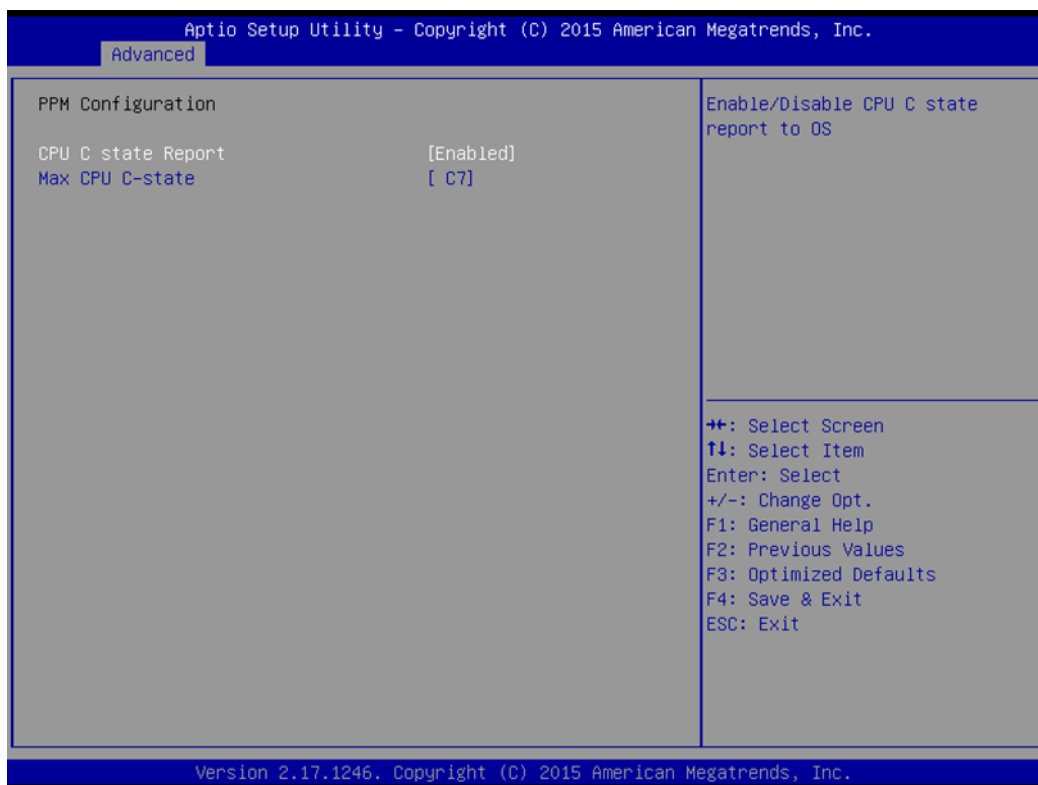 Aptio Setup Utility – Copyright (C) 2015 American Megatrends, Inc.
Advanced
PPM Configuration
CPU C state Report [Enabled]
Max CPU C-state [ C7]
Enable/Disable CPU C state
report to OS
→←: Select Screen
↑↓: Select Item
Enter: Select
+/-: Change Opt.
F1: General Help
F2: Previous Values
F3: Optimized Defaults
F4: Save & Exit
ESC: Exit
Version 2.17.1246. Copyright (C) 2015 American Megatrends, Inc.